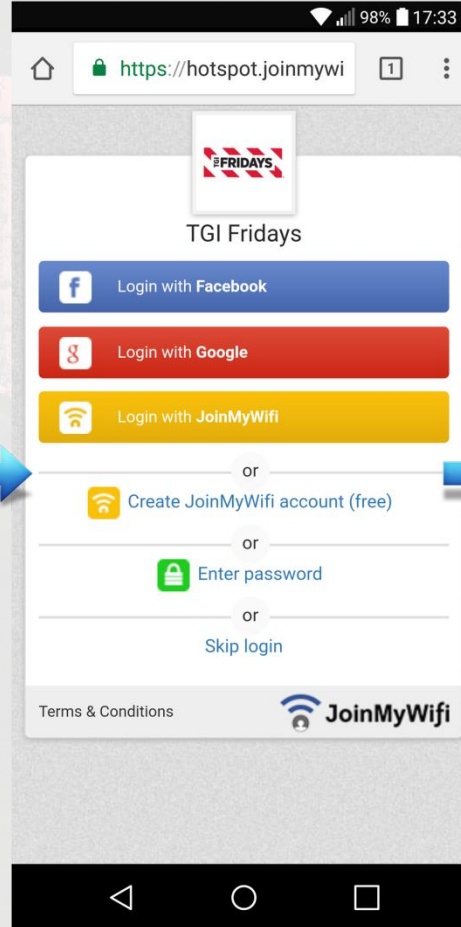 98% 17:33
https://hotspot.joinmywi 1
TGI FRIDAYS
TGI Fridays
f Login with Facebook
g Login with Google
Login with JoinMyWifi
or
Create JoinMyWifi account (free)
or
Enter password
or
Skip login
Terms & Conditions JoinMyWifi